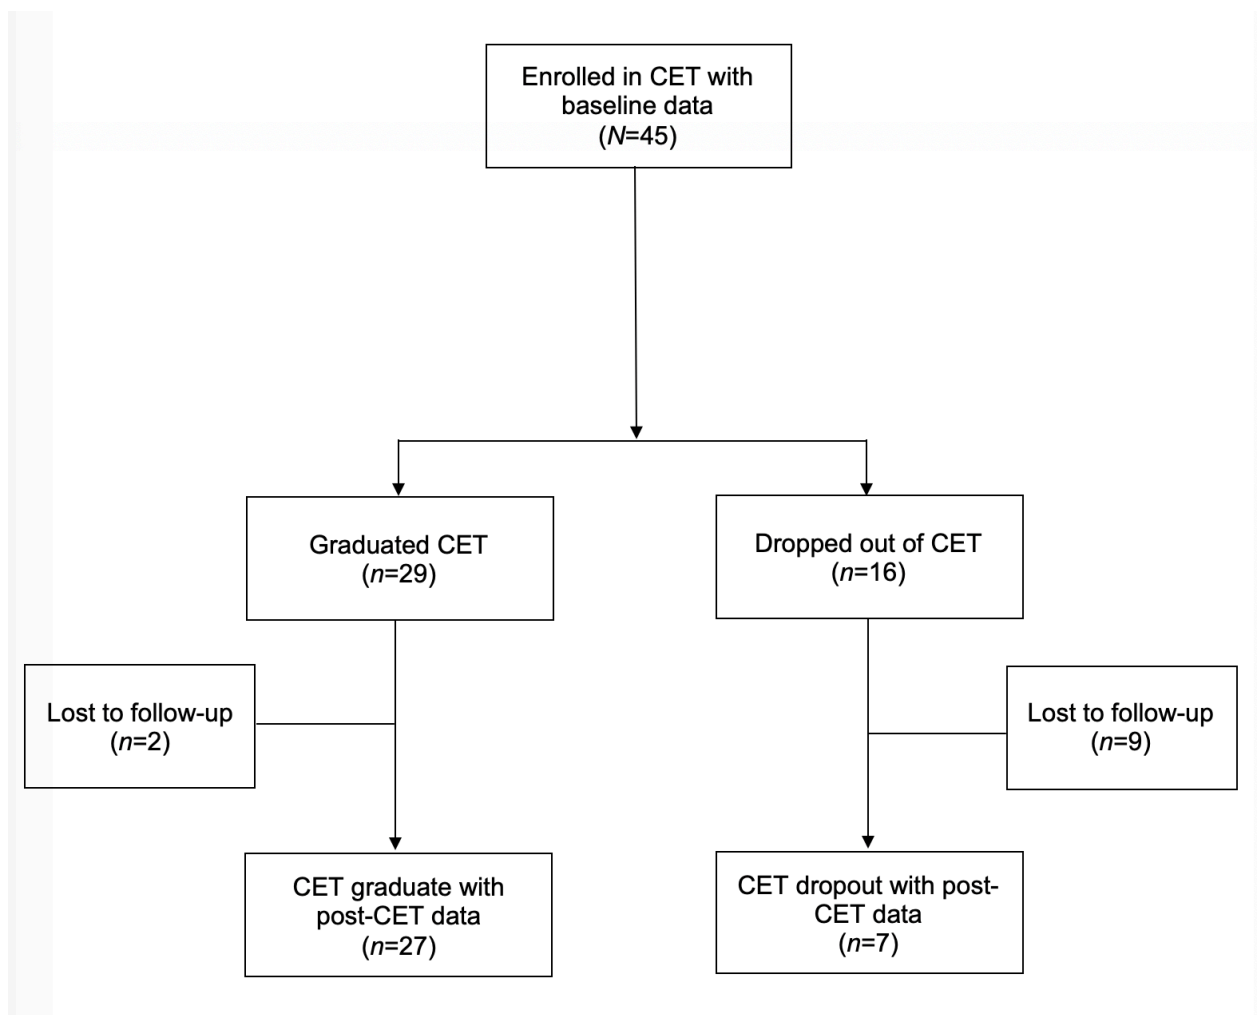 Enrolled in CET with
baseline data
(N=45)
Graduated CET
(n=29)
Dropped out of CET
(n=16)
Lost to follow-up
(n=2)
Lost to follow-up
(n=9)
CET graduate with
post-CET data
(n=27)
CET dropout with post-
CET data
(n=7)